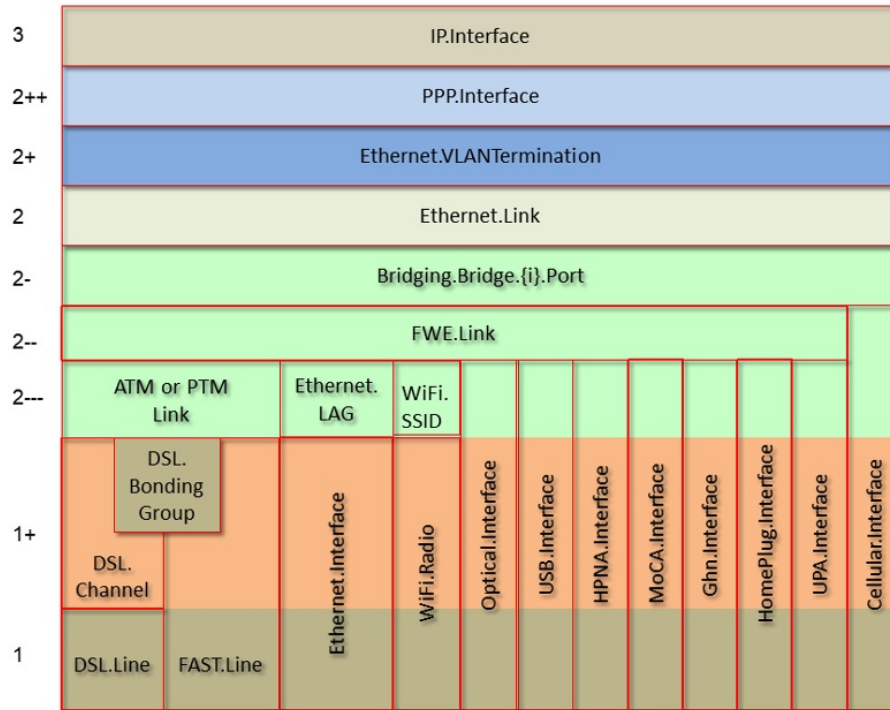 3
IP.Interface
2++
PPP.Interface
2+
Ethernet.VLANTermination
2
Ethernet.Link
2-
Bridging.Bridge.{i}.Port
2--
FWE.Link
2---
ATM or PTM
Link
Ethernet.
LAG
WiFi.
SSID
1+
DSL.
Bonding
Group
DSL.
Channel
Ethernet.Interface
WiFi.Radio
Optical.Interface
USB.Interface
HPNA.Interface
MoCA.Interface
Ghn.Interface
HomePlug.Interface
UPA.Interface
Cellular.Interface
1
DSL.Line
FAST.Line